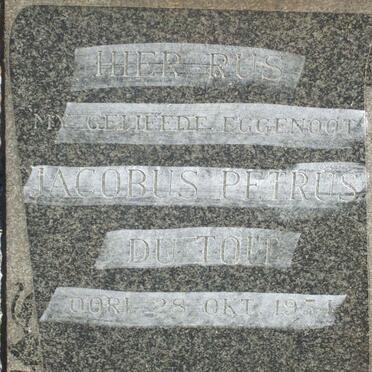 HIER RUS
MY GELIEFDE EGGENOOT
JACOBUS PETRUS
DU TOIT
OORL 28 OKT 1954